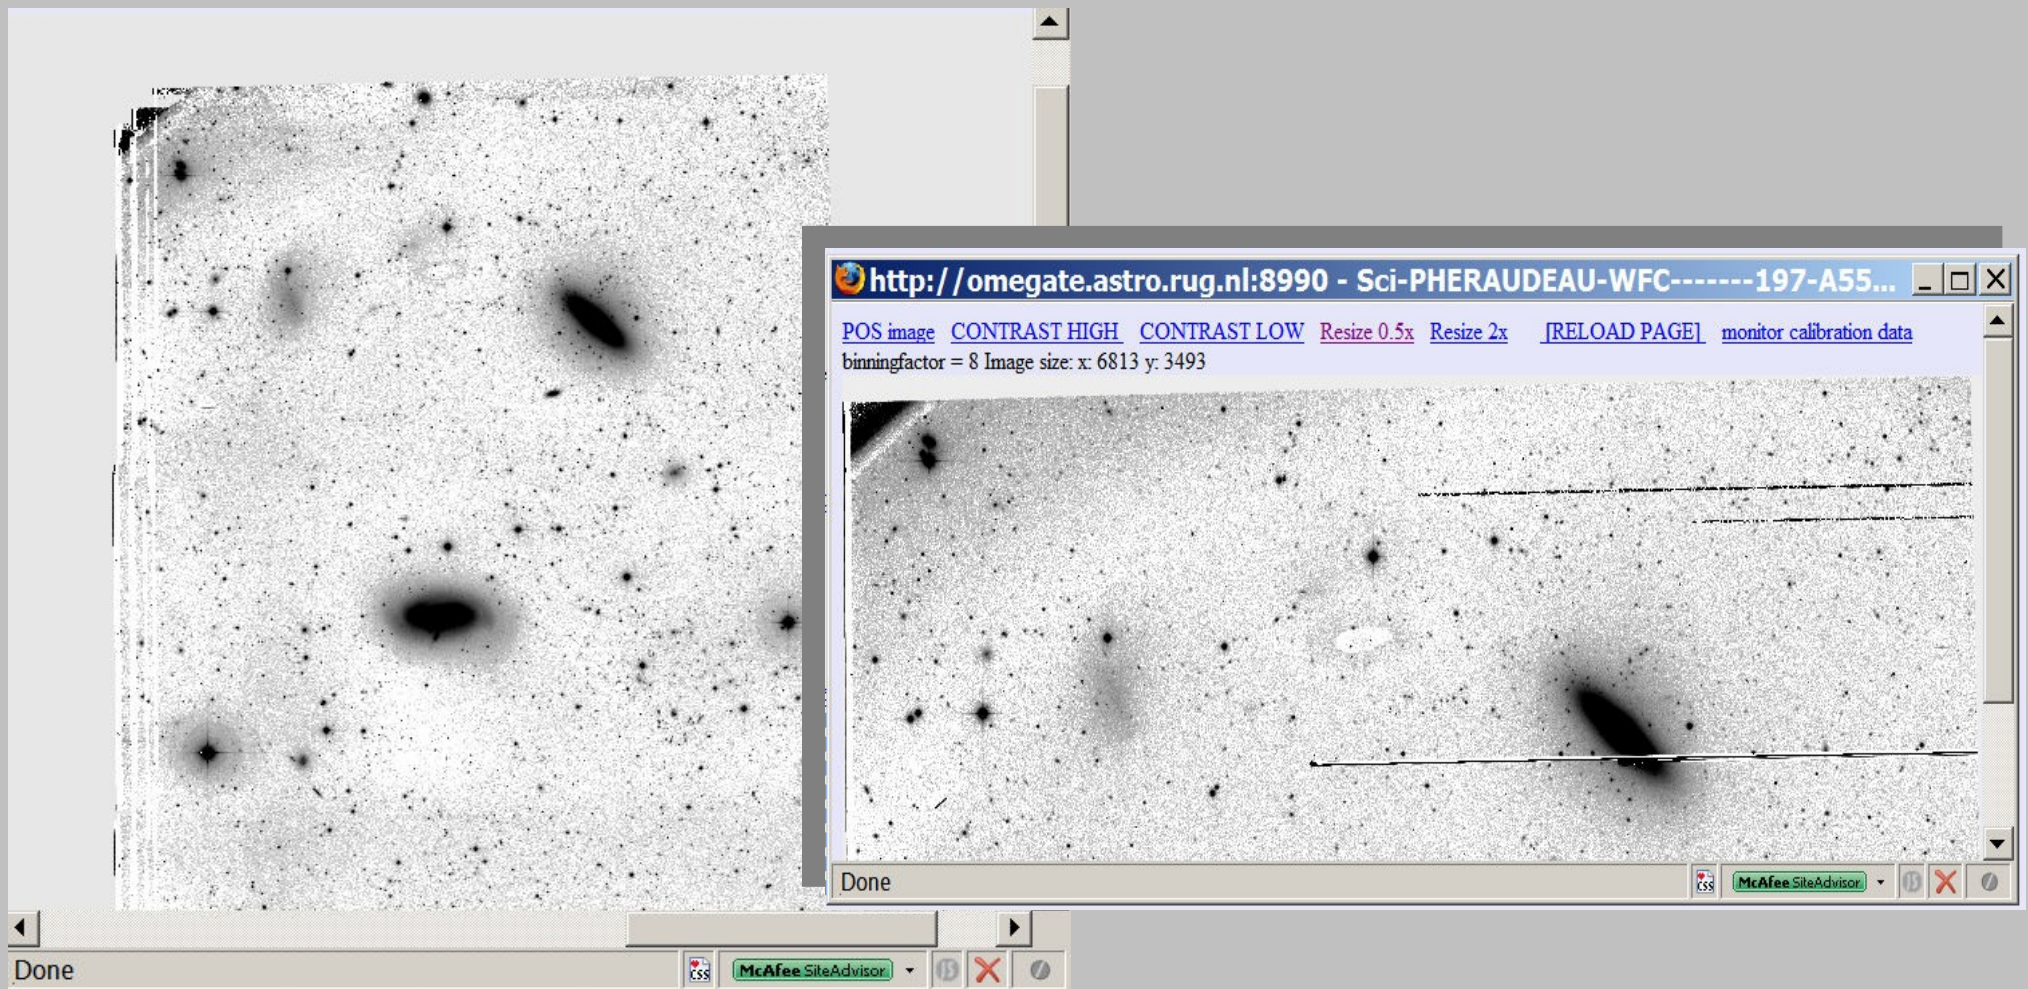 http://omegate.astro.rug.nl:8990 - Sci-PHERAUDEAU-WFC-------197-A55...
POS image CONTRAST HIGH CONTRAST LOW Resize 0.5x Resize 2x [RELOAD PAGE] monitor calibration data
binningfactor = 8 Image size: x: 6813 y: 3493
Done
css
McAfee SiteAdvisor
Done
css
McAfee SiteAdvisor